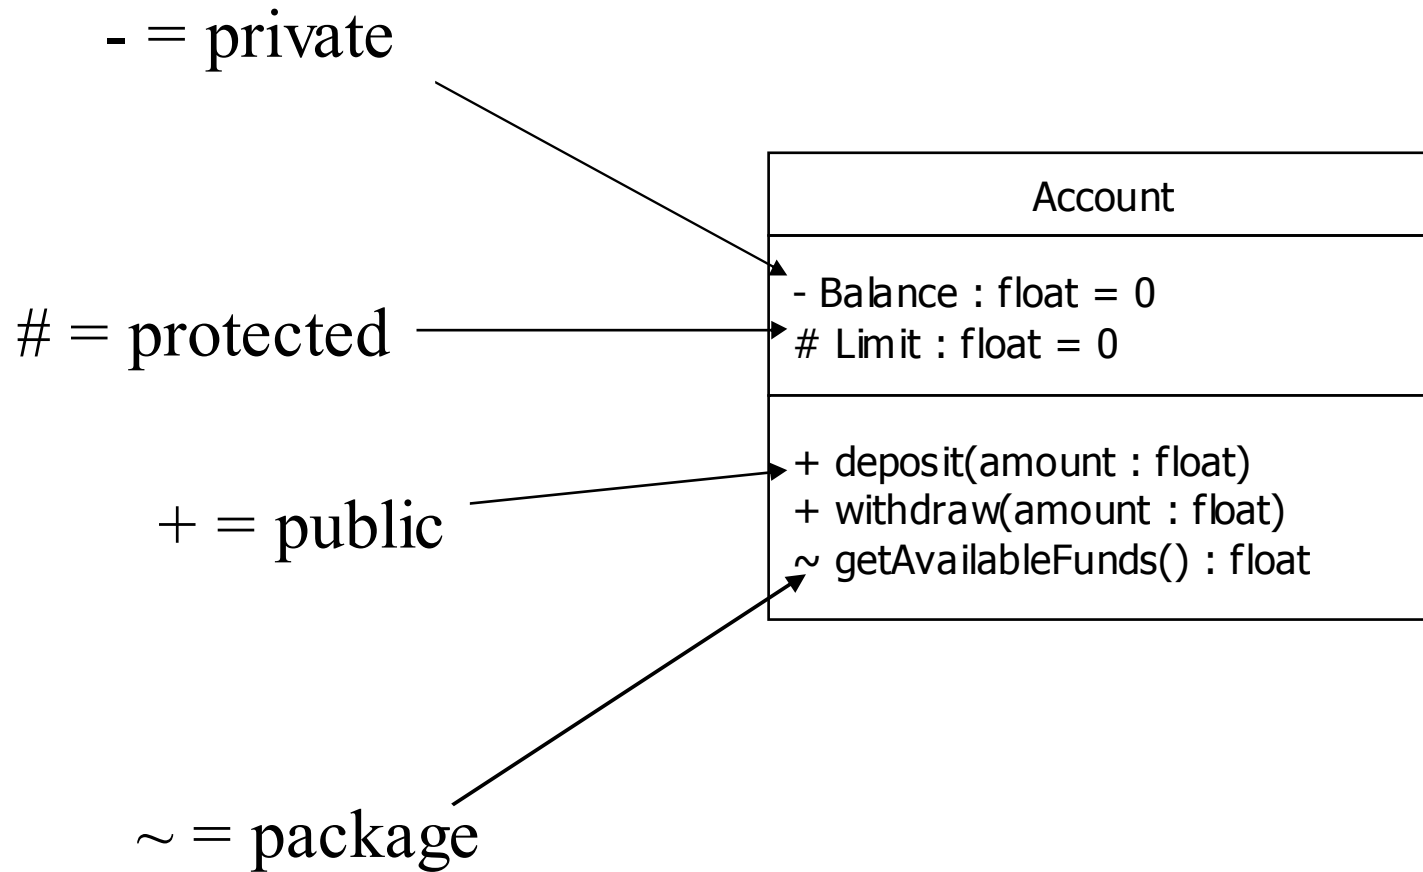 - = private
# = protected
+ = public
~ = package
Account
- Balance : float = 0
# Limit : float = 0
+ deposit(amount : float)
+ withdraw(amount : float)
~ getAvailableFunds() : float